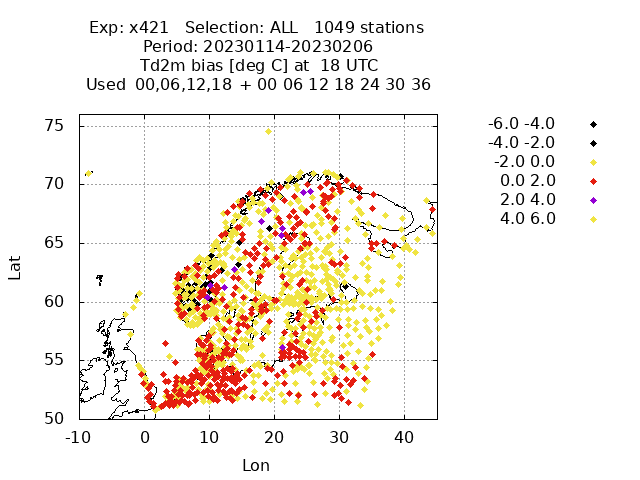 Exp: x421   Selection: ALL   1049 stations
Period: 20230114-20230206
Td2m bias [deg C] at  18 UTC
Used  00,06,12,18 + 00 06 12 18 24 30 36
-6.0 -4.0
-4.0 -2.0
-2.0 0.0
0.0 2.0
2.0 4.0
4.0 6.0
75
70
65
60
55
50
Lat
-10 0 10 20 30 40
Lon